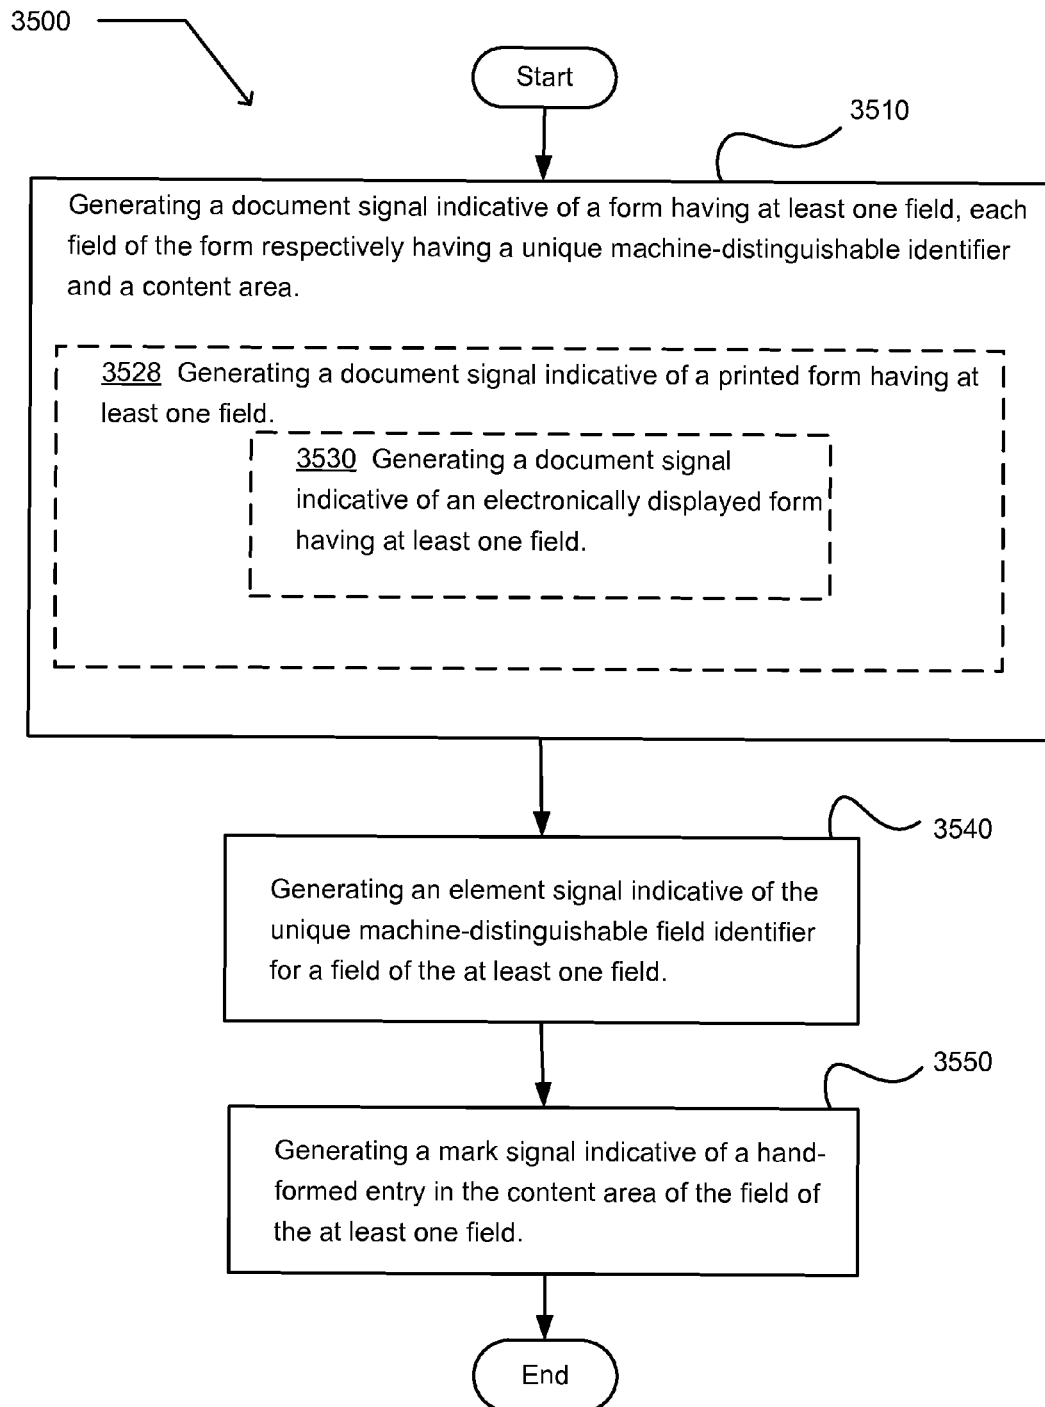 3500
Start
3510
Generating a document signal indicative of a form having at least one field, each
field of the form respectively having a unique machine-distinguishable identifier
and a content area.
3528 Generating a document signal indicative of a printed form having at
least one field.
3530 Generating a document signal
indicative of an electronically displayed form
having at least one field.
3540
Generating an element signal indicative of the
unique machine-distinguishable field identifier
for a field of the at least one field.
3550
Generating a mark signal indicative of a hand-
formed entry in the content area of the field of
the at least one field.
End